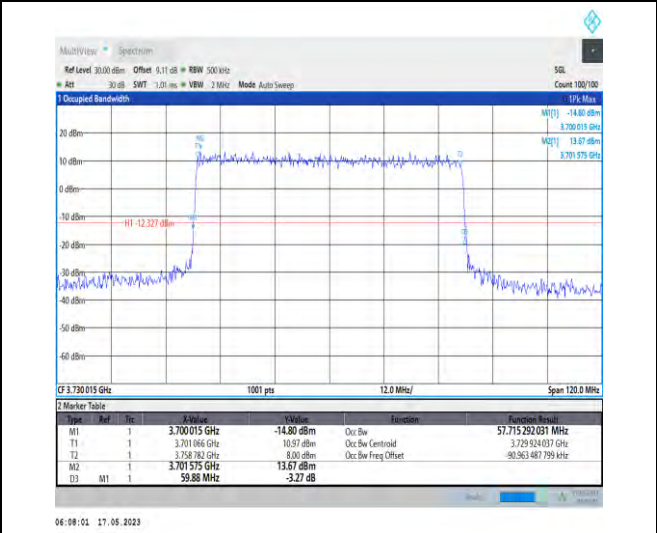 MultiView Spectrum
Ref Level 30.00 dBm Offset 9.11 dB RBW 500 kHz SGL
Att 30 dB SWT 1.01 ms VBW 2 MHz Mode Auto Sweep Count 100/100
1 Occupied Bandwidth 1Pk Max
M1[1] -14.80 dBm
3.700 015 GHz
M2[1] 13.67 dBm
3.701 575 GHz
20 dBm
M2
T1
T2
10 dBm
0 dBm
-10 dBm
H1 -12.327 dBm
-20 dBm
-30 dBm
-40 dBm
-50 dBm
-60 dBm
CF 3.730 015 GHz 1001 pts 12.0 MHz/ Span 120.0 MHz
2 Marker Table
Type Ref Trc X-Value Y-Value Function Function Result
M1 1 3.700 015 GHz -14.80 dBm Occ Bw 57.715 292 031 MHz
T1 1 3.701 066 GHz 10.97 dBm Occ Bw Centroid 3.729 924 037 GHz
T2 1 3.758 782 GHz 8.00 dBm Occ Bw Freq Offset -90.963 487 799 kHz
M2 1 3.701 575 GHz 13.67 dBm
D3 M1 1 59.88 MHz -3.27 dB
06:08:01 17.05.2023